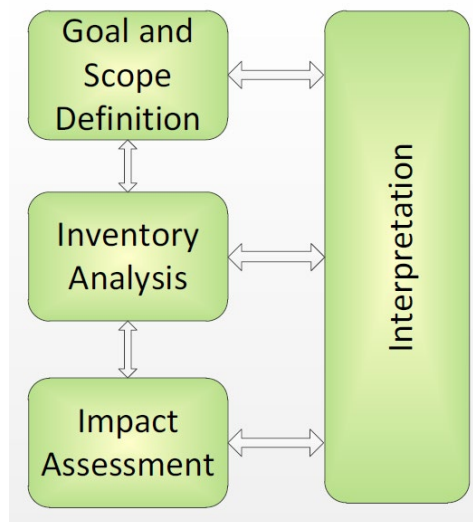 Goal and
Scope
Definition
Inventory
Analysis
Impact
Assessment
Interpretation